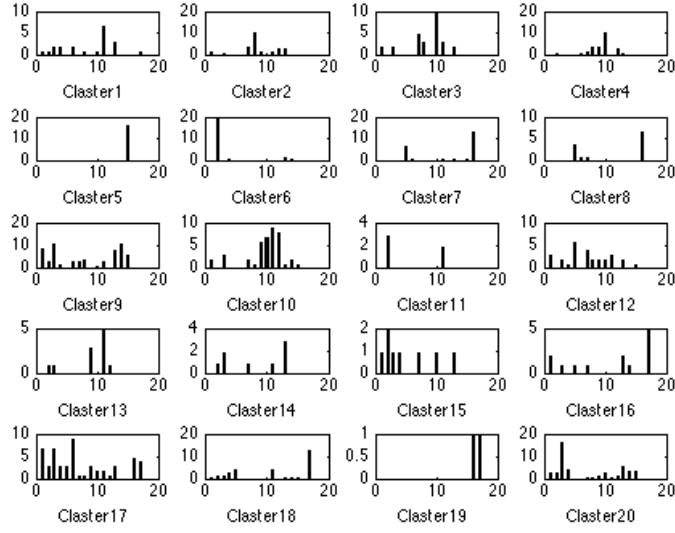 10 20 10 20
5 10 5 10
0 0 0 0
0 10 20 0 10 20 0 10 20 0 10 20
Claster1 Claster2 Claster3 Claster4
20 20 20 10
10 10 10 5
0 0 0 0
0 10 20 0 10 20 0 10 20 0 10 20
Claster5 Claster6 Claster7 Claster8
20 10 4 10
10 5 2 5
0 0 0 0
0 10 20 0 10 20 0 10 20 0 10 20
Claster9 Claster10 Claster11 Claster12
5 4 2 5
2 1
0 0 0 0
0 10 20 0 10 20 0 10 20 0 10 20
Claster13 Claster14 Claster15 Claster16
10 20 1 20
5 10 0.5 10
0 0 0 0
0 10 20 0 10 20 0 10 20 0 10 20
Claster17 Claster18 Claster19 Claster20